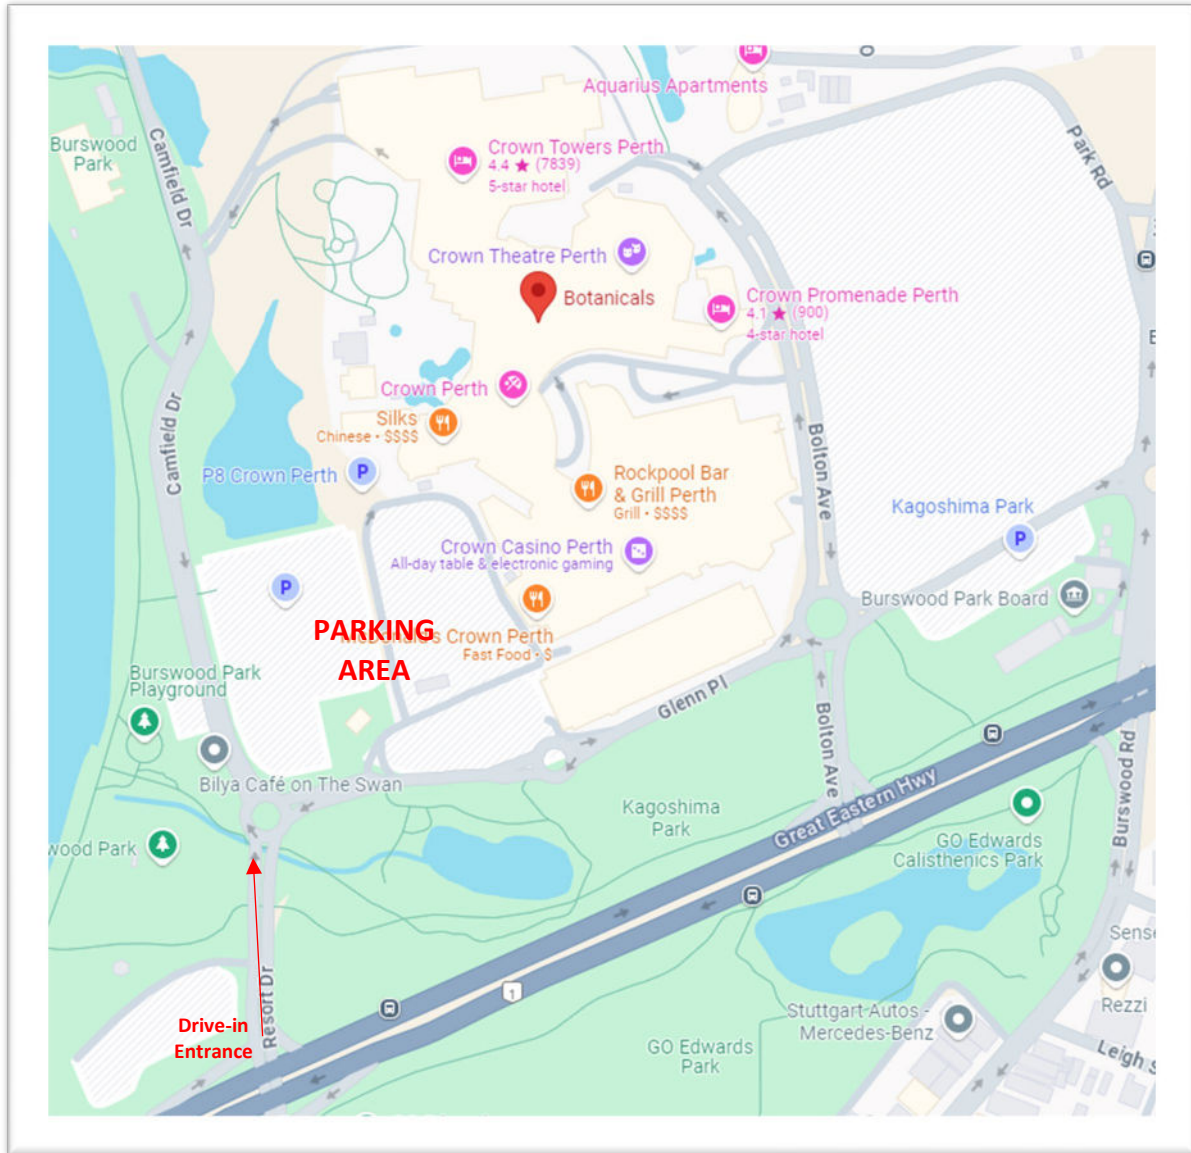 Aquarius Apartments
Burswood
Park
Camfield Dr
Crown Towers Perth
4.4 ★ (7839)
5-star hotel
Park Rd
Crown Theatre Perth
Botanicals
Crown Promenade Perth
4.1 ★ (900)
4-star hotel
Crown Perth
Silks
Chinese • $$$$
Camfield Dr
P8 Crown Perth
P
Rockpool Bar
& Grill Perth
Grill • $$$$
Bolton Ave
Kagoshima Park
P
Crown Casino Perth
All-day table & electronic gaming
P
Burswood Park Board
PARKING
AREA
McDonald's Crown Perth
Fast Food • $
Burswood Park
Playground
Glenn Pl
Bolton Ave
Bilya Café on The Swan
Kagoshima
Park
Great Eastern Hwy
Burswood Rd
wood Park
GO Edwards
Calisthenics Park
Sense
Resort Dr
1
Drive-in
Entrance
Stuttgart Autos -
Mercedes-Benz
Rezzi
GO Edwards
Park
Leigh S